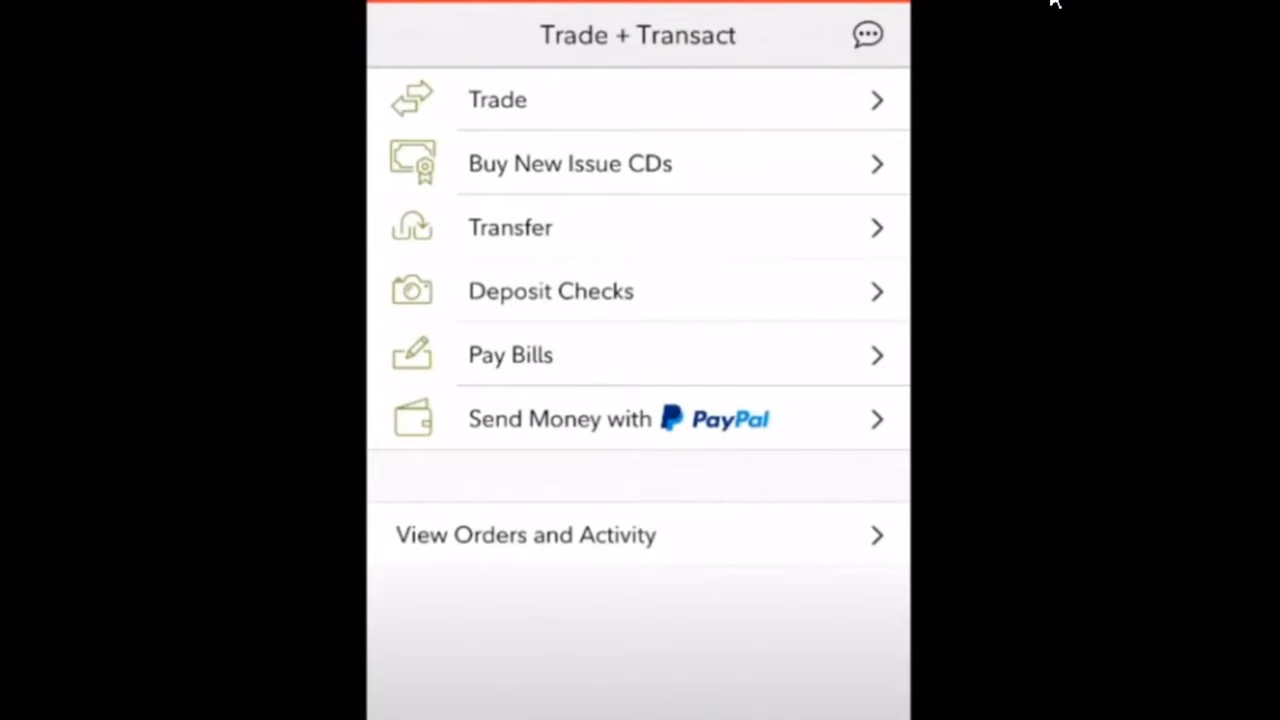 Trade + Transact
Trade
Buy New Issue CDs
Transfer
Deposit Checks
Pay Bills
Send Money with PayPal
View Orders and Activity